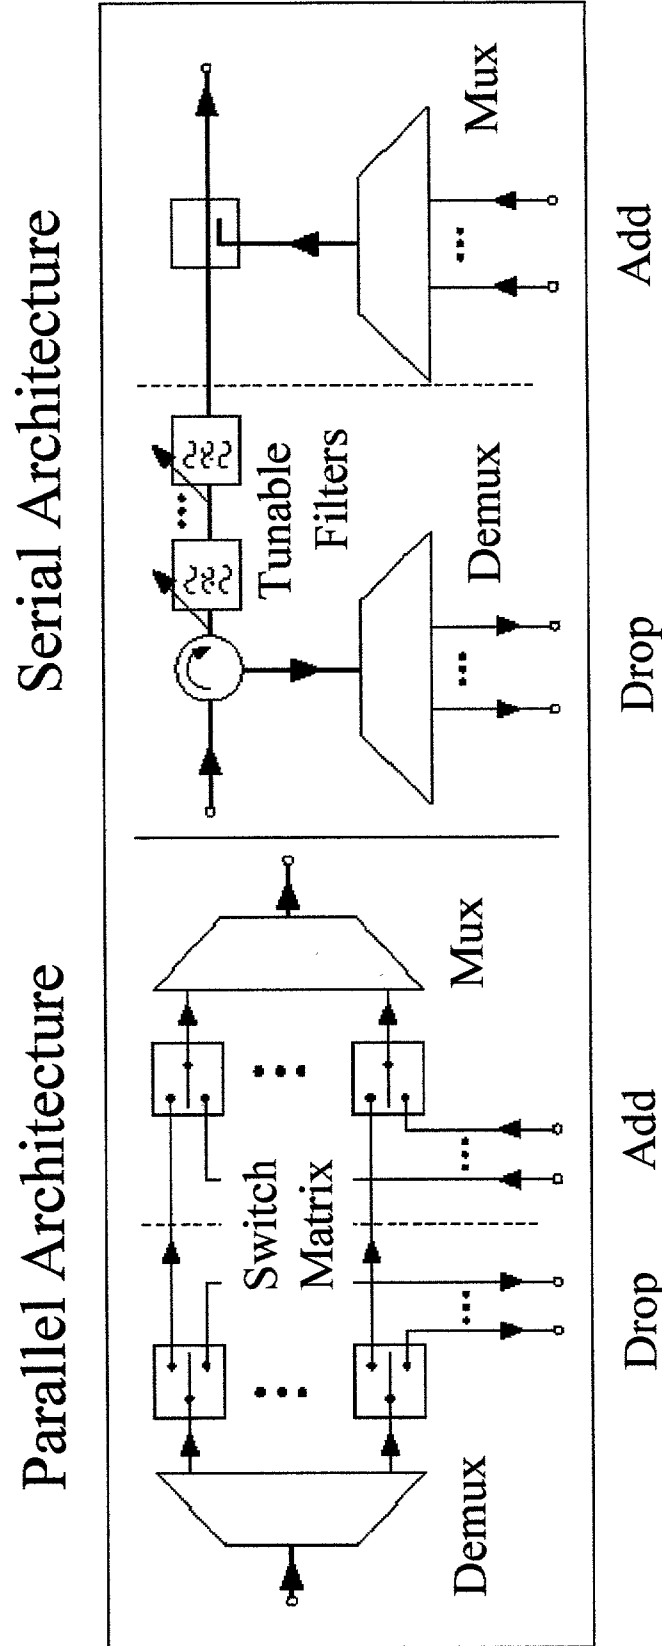 Parallel Architecture
Demux
Switch
Matrix
Mux
Drop
Add
Serial Architecture
Tunable
Filters
Demux
Mux
Drop
Add